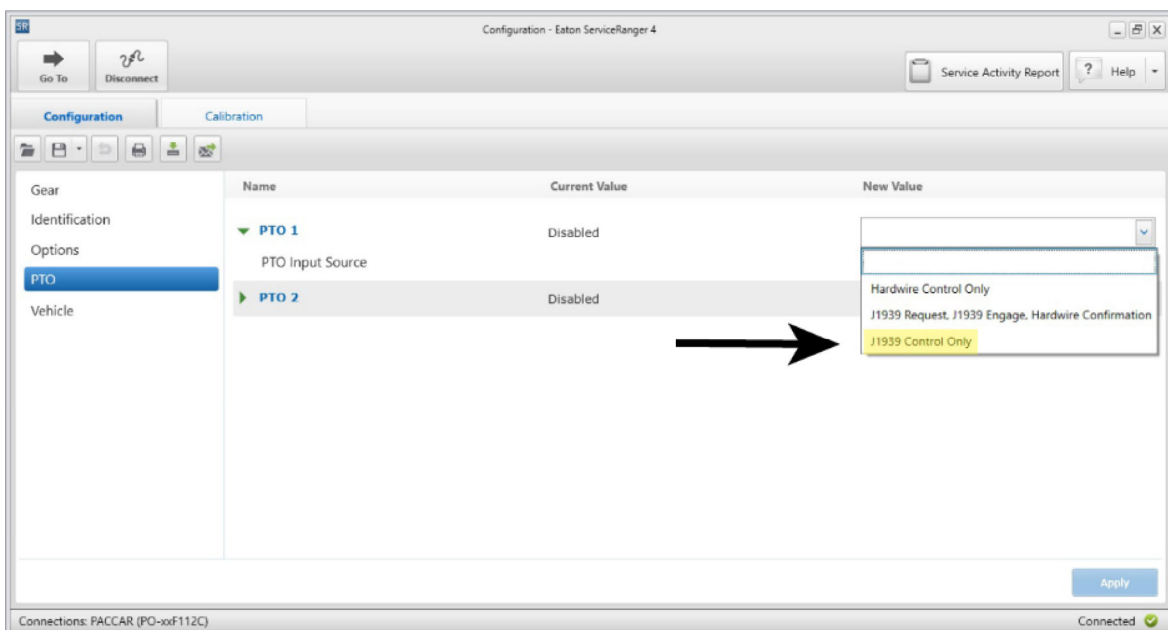 SR
Configuration - Eaton ServiceRanger 4
Go To
Disconnect
Service Activity Report
? Help
Configuration
Calibration
Gear
Identification
Options
PTO
Vehicle
Name Current Value New Value
PTO 1 Disabled
PTO Input Source
PTO 2 Disabled
Hardwire Control Only
J1939 Request, J1939 Engage, Hardwire Confirmation
J1939 Control Only
Apply
Connections: PACCAR (PO-xxF112C)
Connected